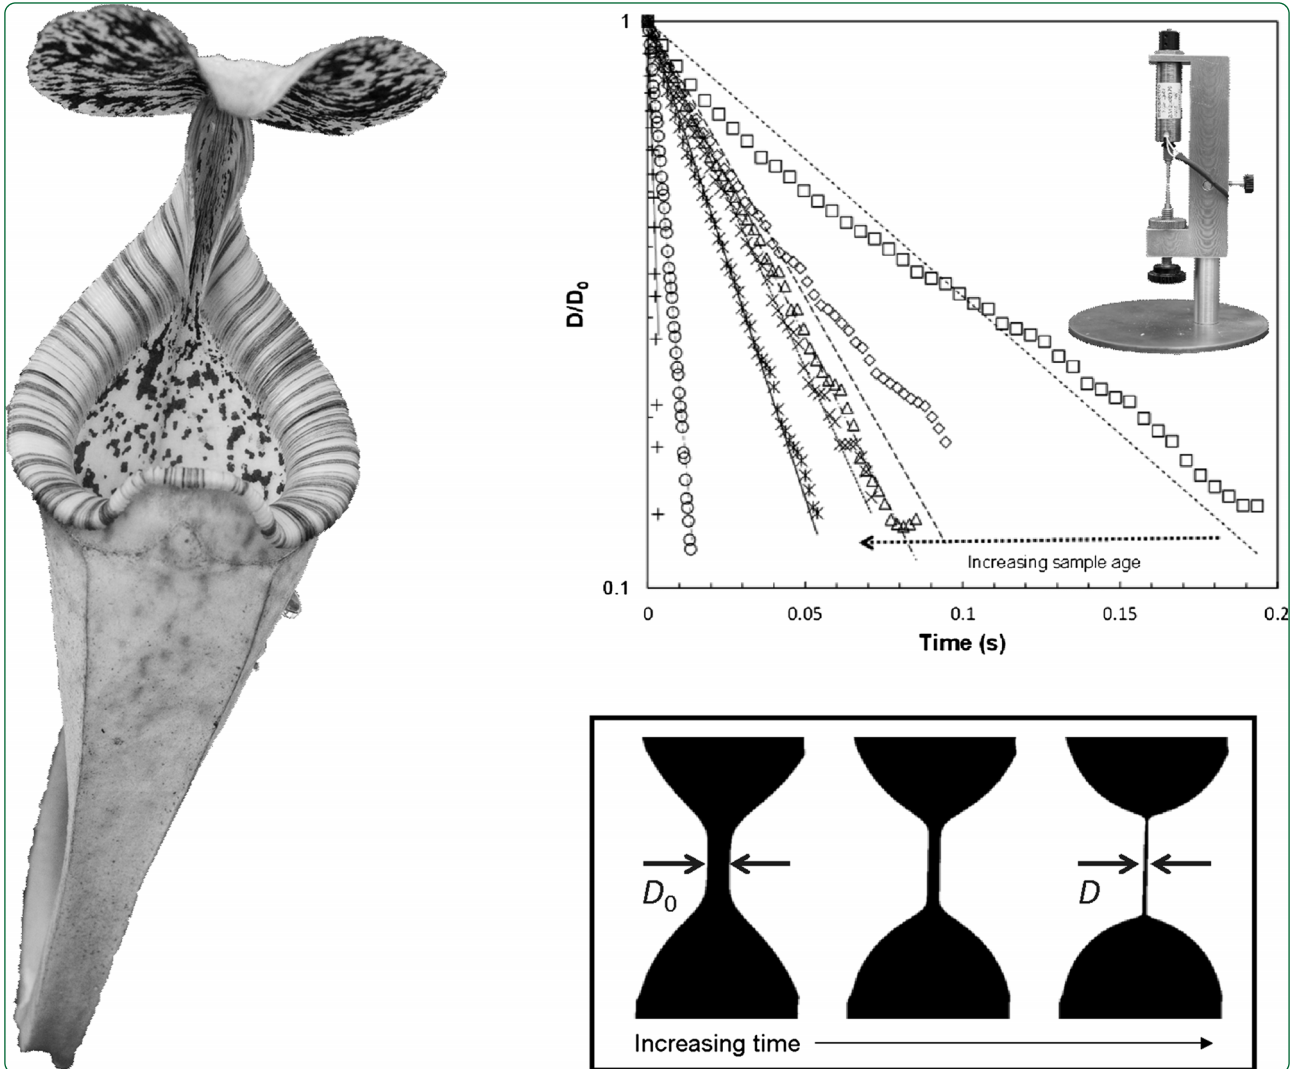 1
D/D0
0.1
Increasing sample age
0 0.05 0.1 0.15 0.2
Time (s)
D0 D
Increasing time